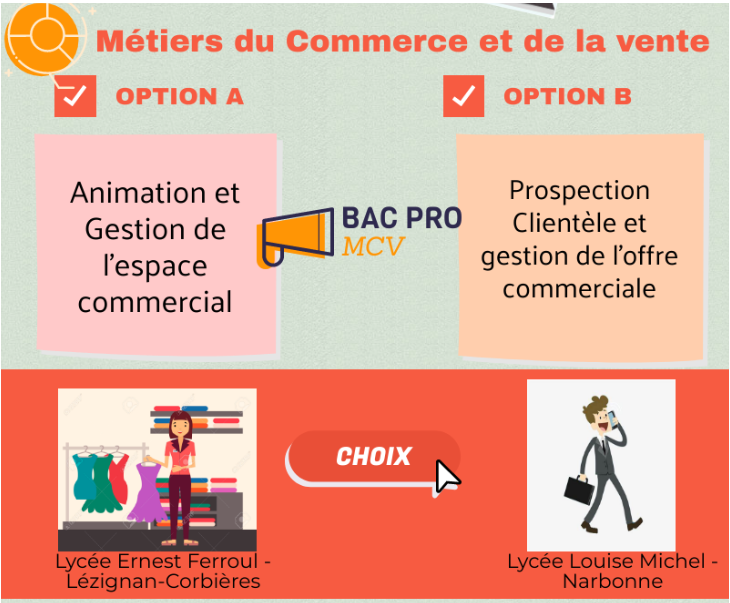 Métiers du Commerce et de la vente
OPTION A
OPTION B
Animation et
Gestion de
l'espace
commercial
BAC PRO
MCV
Prospection
Clientèle et
gestion de l'offre
commerciale
CHOIX
Lycée Ernest Ferroul -
Lézignan-Corbières
Lycée Louise Michel -
Narbonne